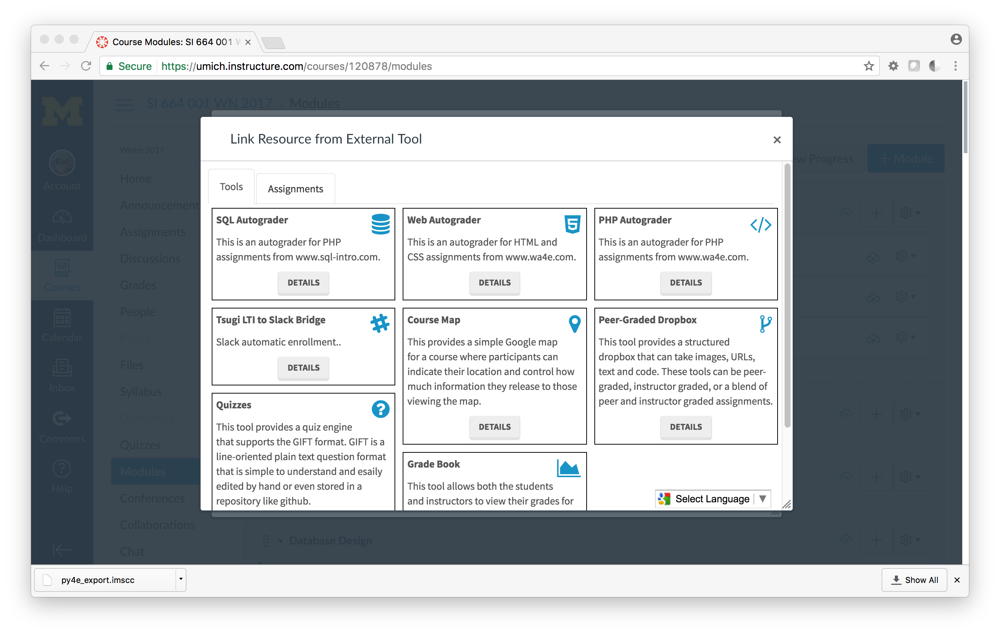 Course Modules: SI 664 001 W
Secure
https://umich.instructure.com/courses/120878/modules
M
SI 664 001 WN 2017 > Modules
Account
Dashboard
Courses
Calendar
Inbox
Commons
Help
Winter 2017
Home
Announcement
Assignments
Discussions
Grades
People
Pages
Files
Syllabus
Outcomes
Quizzes
Modules
Conferences
Collaborations
Chat
Progress
+ Module
Link Resource from External Tool
Tools
Assignments
SQL Autograder
This is an autograder for PHP
assignments from www.sql-intro.com.
DETAILS
Web Autograder
This is an autograder for HTML and
CSS assignments from www.wa4e.com.
DETAILS
PHP Autograder
This is an autograder for PHP
assignments from www.wa4e.com.
DETAILS
Tsugi LTI to Slack Bridge
Slack automatic enrollment..
DETAILS
Course Map
This provides a simple Google map
for a course where participants can
indicate their location and control how
much information they release to those
viewing the map.
DETAILS
Peer-Graded Dropbox
This tool provides a structured
dropbox that can take images, URLs,
text and code. These tools can be peer-
graded, instructor graded, or a blend of
peer and instructor graded assignments.
DETAILS
Quizzes
This tool provides a quiz engine
that supports the GIFT format. GIFT is a
line-oriented plain text question format
that is simple to understand and esaily
edited by hand or even stored in a
repository like github.
Grade Book
This tool allows both the students
and instructors to view their grades for
Select Language
Database Design
py4e_export.imscc
Show All